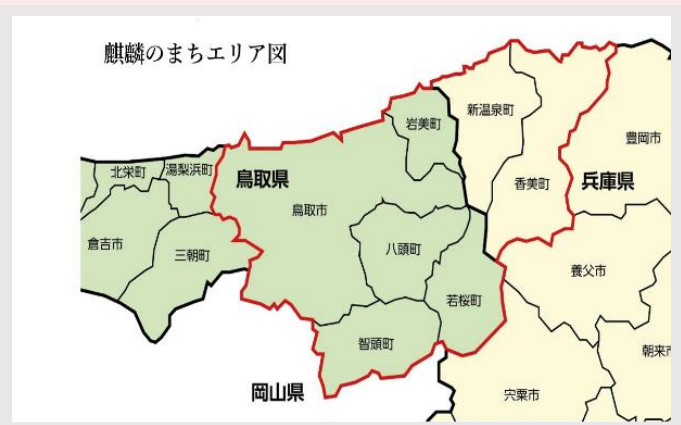 麒麟のまちエリア図
岩美町
新温泉町
豊岡市
北栄町
湯梨浜町
鳥取県
香美町
兵庫県
鳥取市
倉吉市
三朝町
八頭町
養父市
若桜町
智頭町
朝来市
岡山県
宍粟市